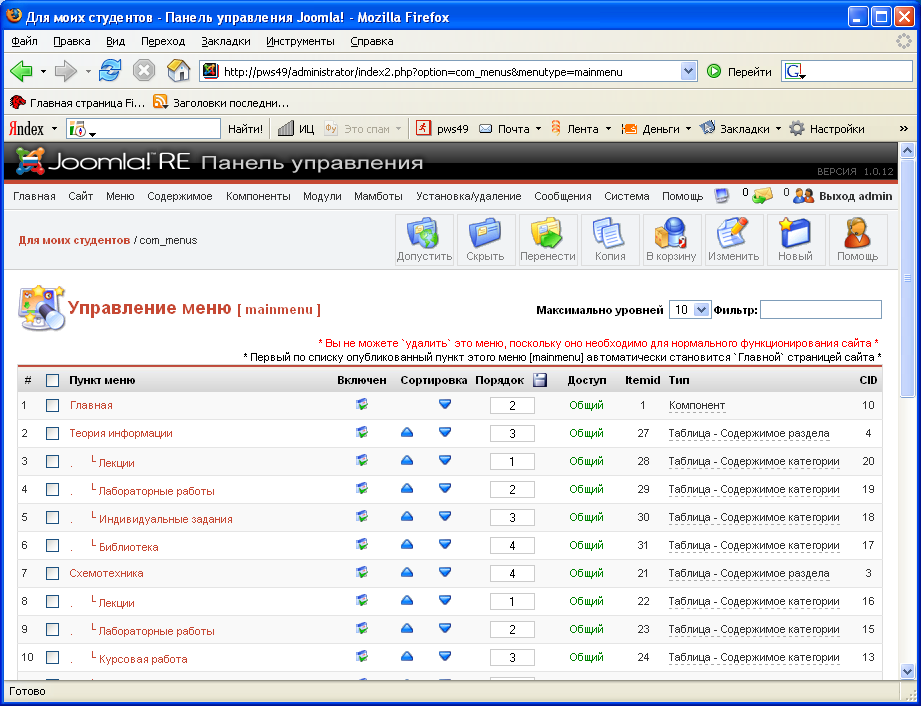 Для моих студентов - Панель управления Joomla! - Mozilla Firefox
Файл Правка Вид Переход Закладки Инструменты Справка
http://pws49/administrator/index2.php?option=com_menus&menutype=mainmenu Перейти G
Главная страница Fi... Заголовки последни...
Яndex Найти! ИЦ Это спам pws49 Почта Лента Деньги Закладки Настройки »
Joomla! RE Панель управления
ВЕРСИЯ 1.0.12
Главная Сайт Меню Содержимое Компоненты Модули Мамботы Установка/удаление Сообщения Система Помощь 0 0 Выход admin
Для моих студентов / com_menus
Допустить Скрыть Перенести Копия В корзину Изменить Новый Помощь
Управление меню [ mainmenu ]
Максимально уровней 10 Фильтр:
* Вы не можете `удалить` это меню, поскольку оно необходимо для нормального функционирования сайта *
* Первый по списку опубликованный пункт этого меню [mainmenu] автоматически становится `Главной` страницей сайта *
# Пункт меню Включен Сортировка Порядок Доступ Itemid Тип CID
1 Главная 2 Общий 1 Компонент 10
2 Теория информации 3 Общий 27 Таблица - Содержимое раздела 4
3 . Лекции 1 Общий 28 Таблица - Содержимое категории 20
4 . Лабораторные работы 2 Общий 29 Таблица - Содержимое категории 19
5 . Индивидуальные задания 3 Общий 30 Таблица - Содержимое категории 18
6 . Библиотека 4 Общий 31 Таблица - Содержимое категории 17
7 Схемотехника 4 Общий 21 Таблица - Содержимое раздела 3
8 . Лекции 1 Общий 22 Таблица - Содержимое категории 16
9 . Лабораторные работы 2 Общий 23 Таблица - Содержимое категории 15
10 . Курсовая работа 3 Общий 24 Таблица - Содержимое категории 13
Готово